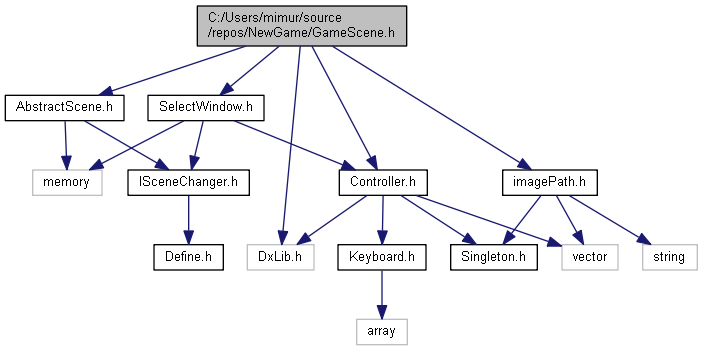 C:/Users/mimur/source
/repos/NewGame/GameScene.h
AbstractScene.h
SelectWindow.h
memory
ISceneChanger.h
Controller.h
imagePath.h
Define.h
DxLib.h
Keyboard.h
Singleton.h
vector
string
array